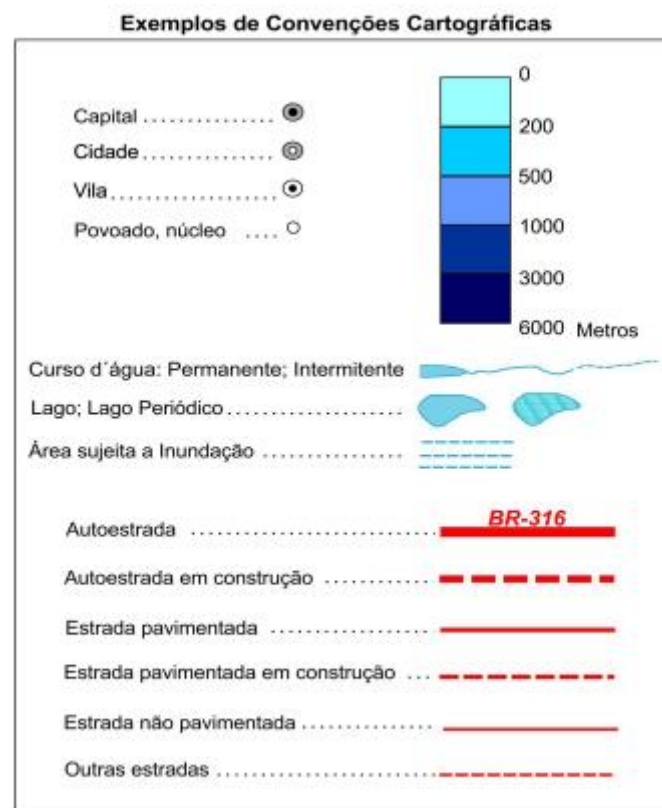 Exemplos de Convenções Cartográficas
Capital ...............
Cidade ..............
Vila...................
Povoado, núcleo ....
0
200
500
1000
3000
6000 Metros
Curso d´água: Permanente; Intermitente
Lago; Lago Periódico ......................
Área sujeita a Inundação ..................
BR-316
Autoestrada ...........................
Autoestrada em construção ............
Estrada pavimentada ..................
Estrada pavimentada em construção ...
Estrada não pavimentada ..............
Outras estradas ........................